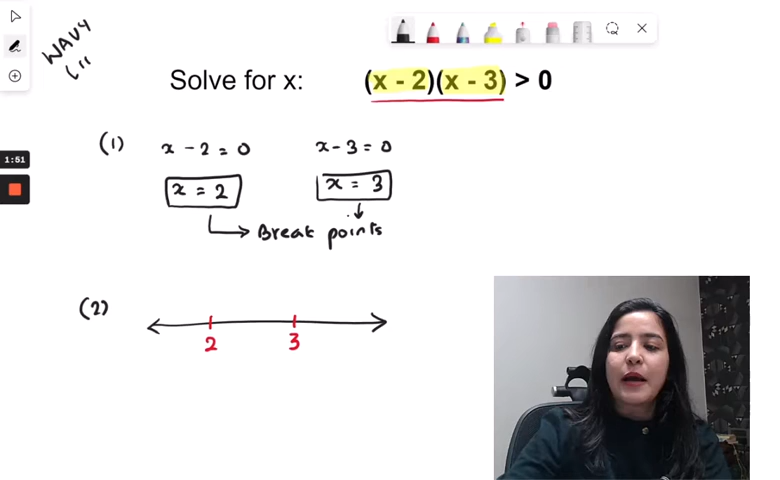 WAVY
Solve for x: (x - 2)(x - 3) > 0
(1) x - 2 = 0 x - 3 = 0
1:51
x = 2 x = 3
Break points
(2)
2 3